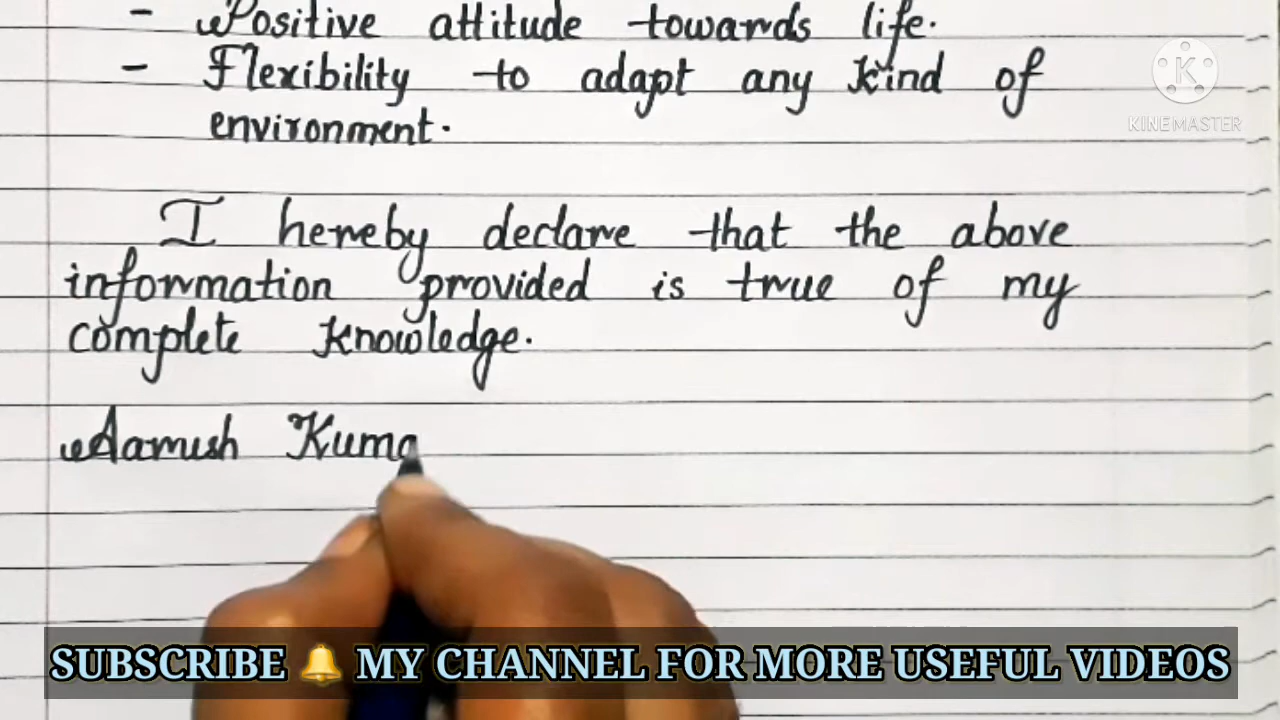 - Positive attitude towards life.
- Flexibility to adapt any kind of
environment.
KINEMASTER
I hereby declare that the above
information provided is true of my
complete knowledge.
Aamish Kuma
SUBSCRIBE 🔔 MY CHANNEL FOR MORE USEFUL VIDEOS